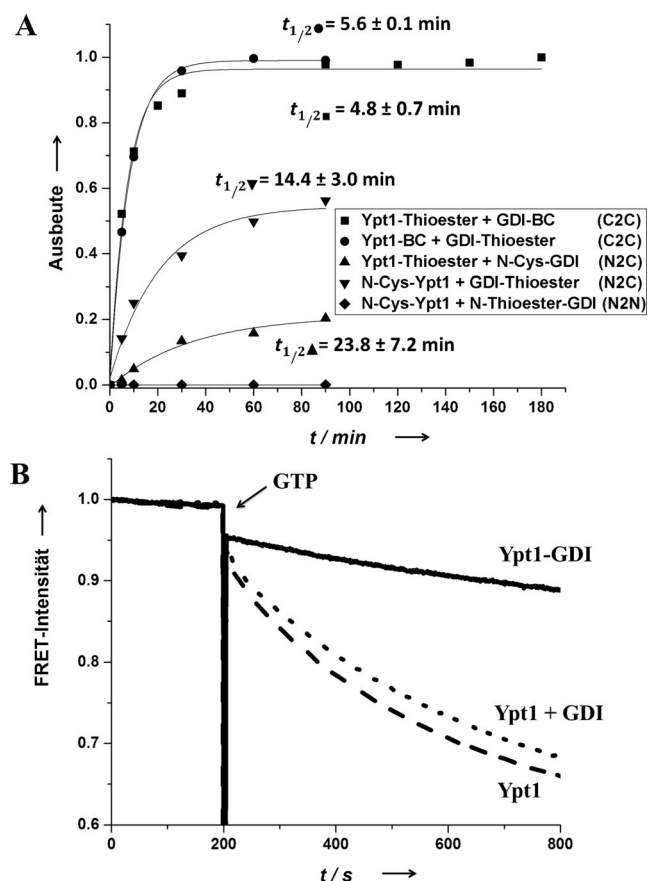 A
t1/2● = 5.6 ± 0.1 min
t1/2■ = 4.8 ± 0.7 min
t1/2▼ = 14.4 ± 3.0 min
t1/2▲ = 23.8 ± 7.2 min
■ Ypt1-Thioester + GDI-BC (C2C)
● Ypt1-BC + GDI-Thioester (C2C)
▲ Ypt1-Thioester + N-Cys-GDI (N2C)
▼ N-Cys-Ypt1 + GDI-Thioester (N2C)
◆ N-Cys-Ypt1 + N-Thioester-GDI (N2N)
Ausbeute →
1.0
0.8
0.6
0.4
0.2
0.0
0 20 40 60 80 100 120 140 160 180
t / min →
B
GTP
Ypt1-GDI
Ypt1 + GDI
Ypt1
FRET-Intensität →
1.0
0.9
0.8
0.7
0.6
0 200 400 600 800
t / s →